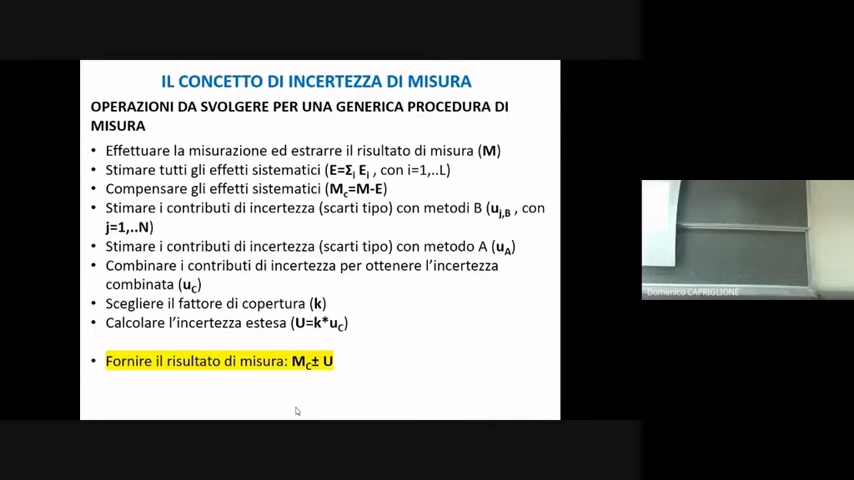 IL CONCETTO DI INCERTEZZA DI MISURA
OPERAZIONI DA SVOLGERE PER UNA GENERICA PROCEDURA DI
MISURA
• Effettuare la misurazione ed estrarre il risultato di misura (M)
• Stimare tutti gli effetti sistematici (E=Σi Ei , con i=1,..L)
• Compensare gli effetti sistematici (Mc=M-E)
• Stimare i contributi di incertezza (scarti tipo) con metodi B (uj,B , con
j=1,..N)
• Stimare i contributi di incertezza (scarti tipo) con metodo A (uA)
• Combinare i contributi di incertezza per ottenere l'incertezza
combinata (uC)
• Scegliere il fattore di copertura (k)
• Calcolare l'incertezza estesa (U=k*uC)
• Fornire il risultato di misura: MC± U
Domenico CAPRIGLIONE